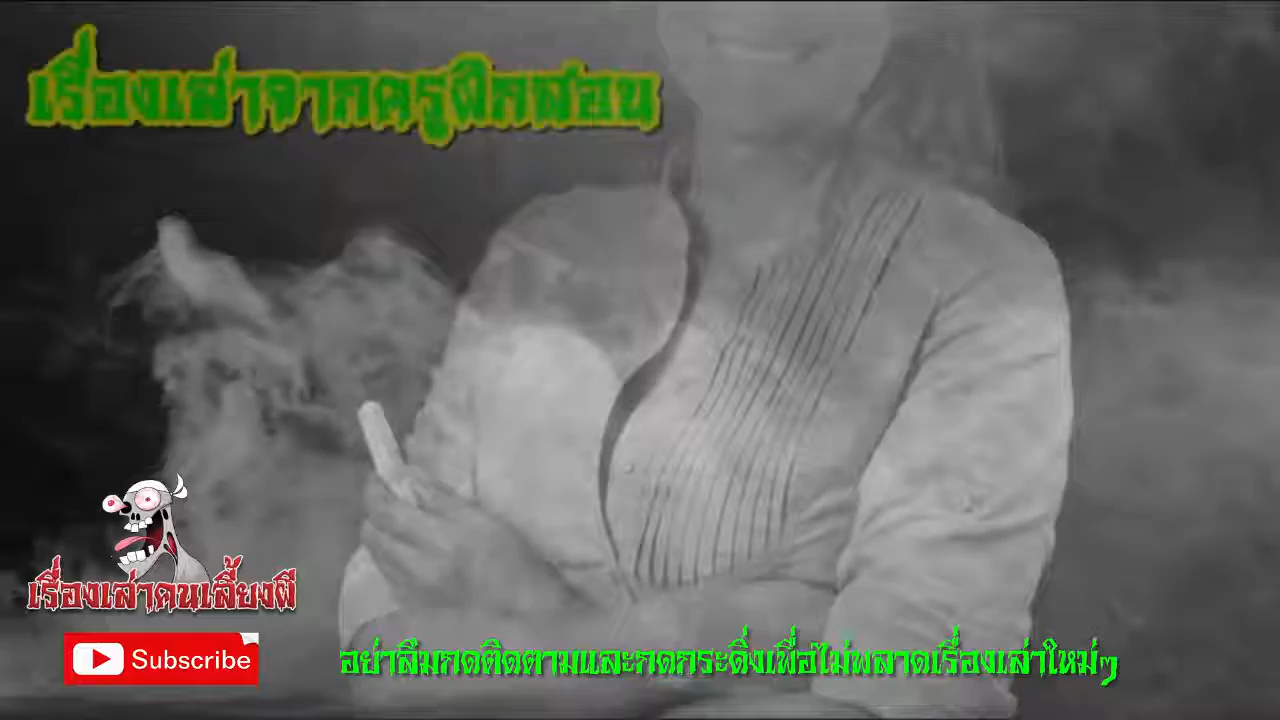 เรื่องเล่าจากครูฝึกสอน
เรื่องเล่าคนเลี้ยงผี
Subscribe
อย่าลืมกดติดตามและกดกระดิ่งเพื่อไม่พลาดเรื่องเล่าใหม่ๆ